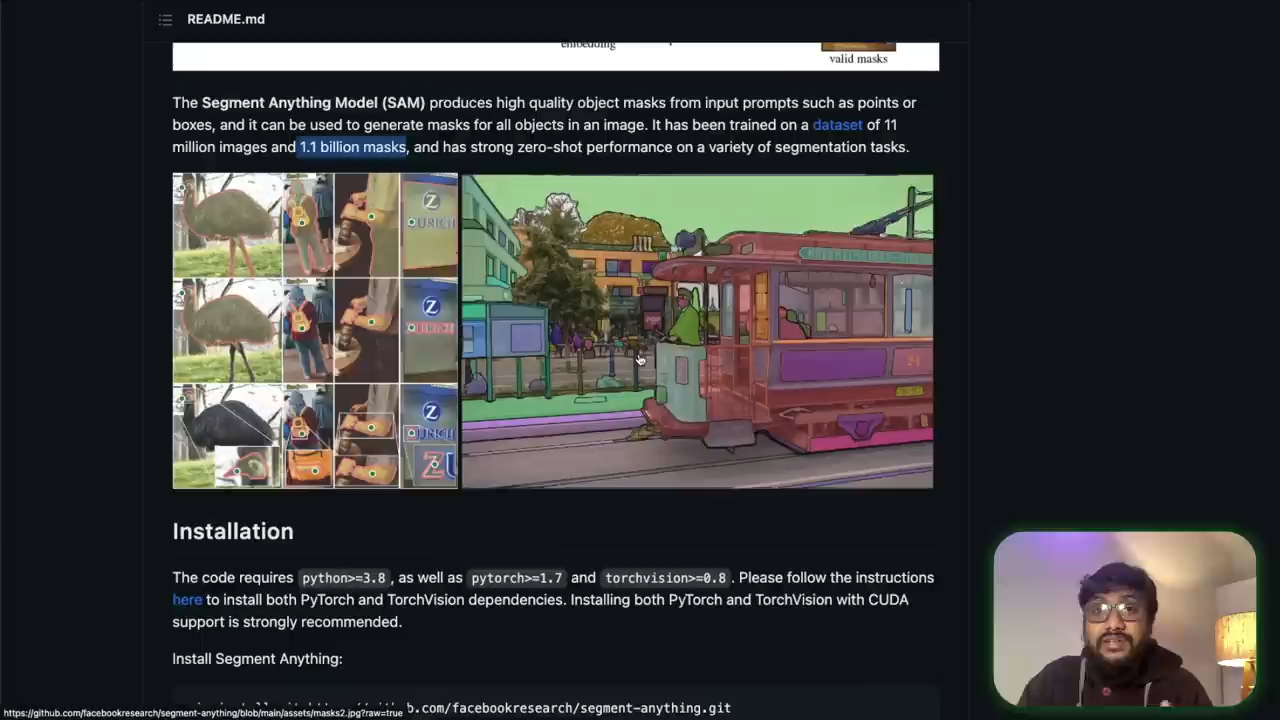 README.md
embedding
valid masks
The Segment Anything Model (SAM) produces high quality object masks from input prompts such as points or
boxes, and it can be used to generate masks for all objects in an image. It has been trained on a dataset of 11
million images and 1.1 billion masks, and has strong zero-shot performance on a variety of segmentation tasks.
Z
URICH
Z
URICH
Z
URICH
ZU
Installation
The code requires python>=3.8, as well as pytorch>=1.7 and torchvision>=0.8. Please follow the instructions
here to install both PyTorch and TorchVision dependencies. Installing both PyTorch and TorchVision with CUDA
support is strongly recommended.
Install Segment Anything:
b.com/facebookresearch/segment-anything.git
https://github.com/facebookresearch/segment-anything/blob/main/assets/masks2.jpg?raw=true